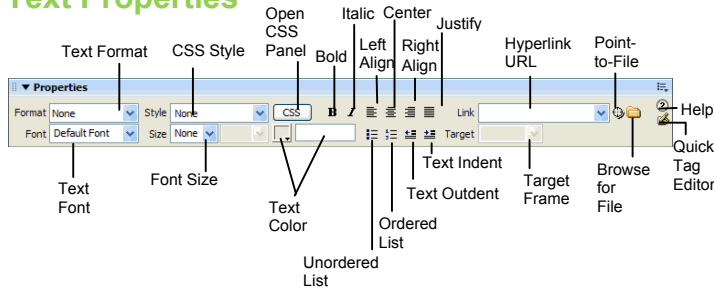 Text Properties
Open CSS Panel
Italic
Center
Justify
Text Format
CSS Style
Bold
Left Align
Right Align
Hyperlink URL
Point-to-File
Properties
Format None Style None CSS B I Link
Font Default Font Size None Target
Help
Quick Tag Editor
Text Font
Font Size
Text Color
Unordered List
Ordered List
Text Outdent
Text Indent
Target Frame
Browse for File